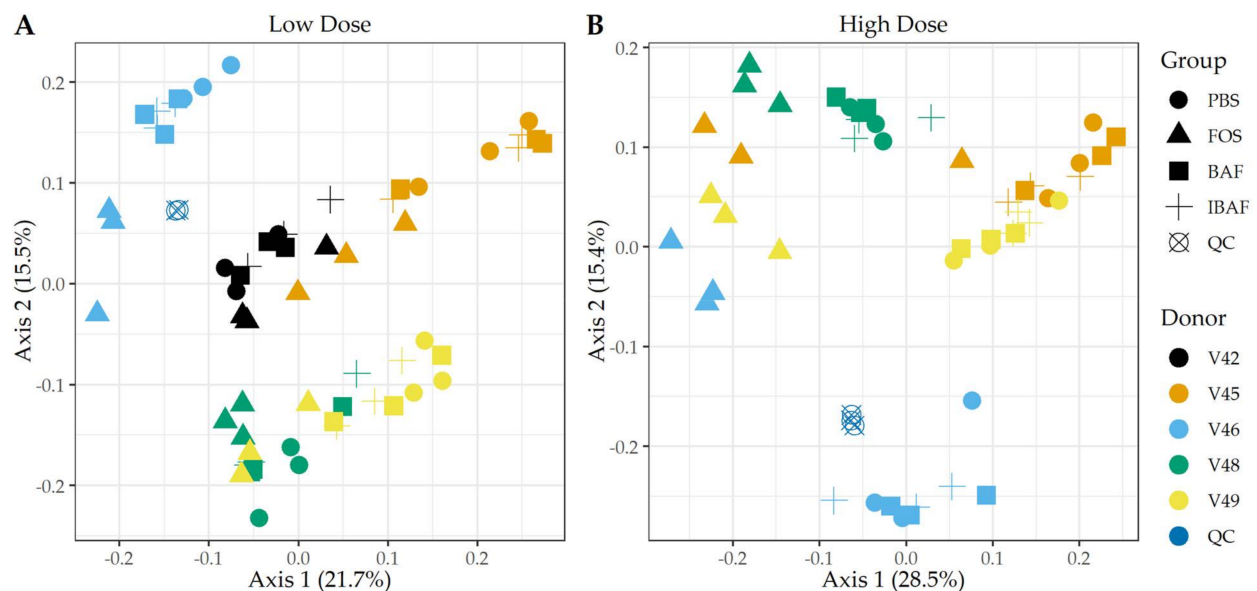 A
Low Dose
0.2
0.1
0.0
-0.1
-0.2
Axis 2 (15.5%)
-0.2
-0.1
0.0
0.1
0.2
Axis 1 (21.7%)
B
High Dose
0.2
0.1
0.0
-0.1
-0.2
Axis 2 (15.4%)
-0.2
-0.1
0.0
0.1
0.2
Axis 1 (28.5%)
Group
PBS
FOS
BAF
IBAF
QC
Donor
V42
V45
V46
V48
V49
QC